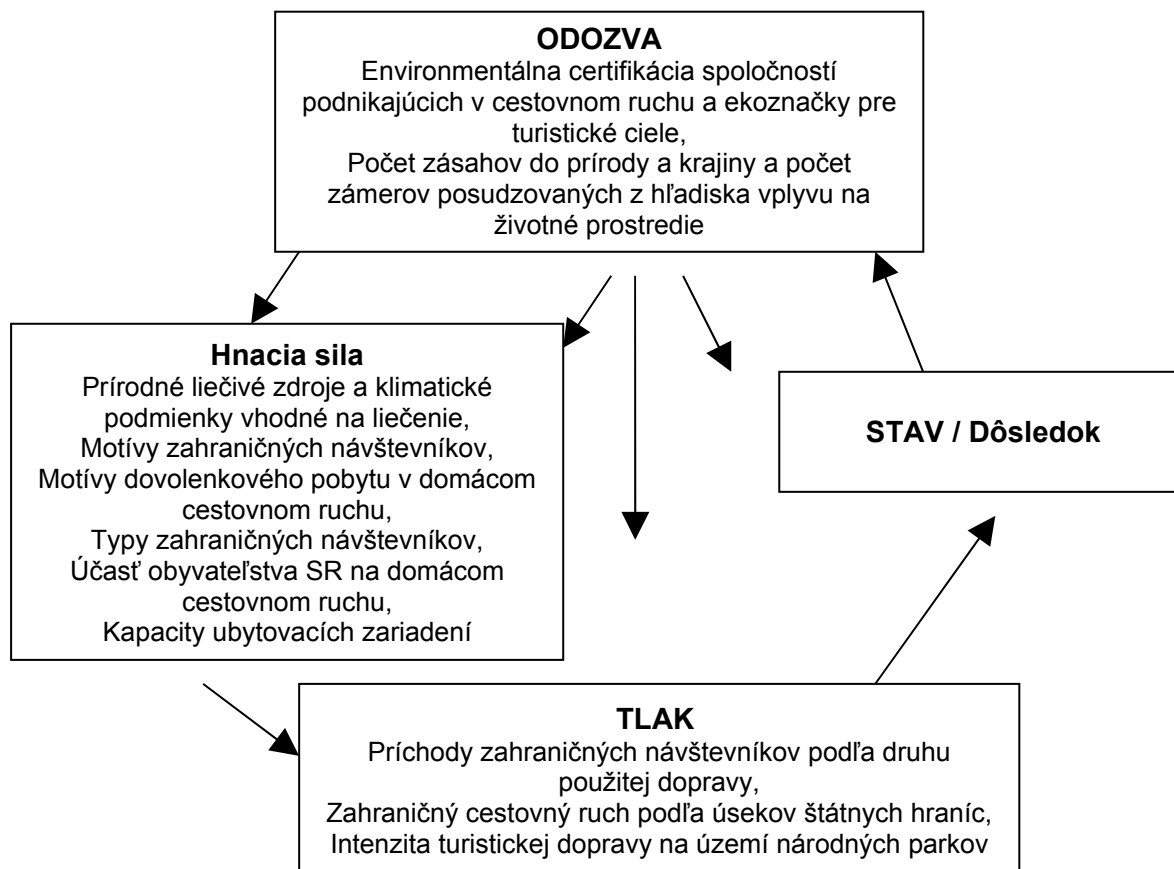 ODOZVA
Environmentálna certifikácia spoločností
podnikajúcich v cestovnom ruchu a ekoznačky pre
turistické ciele,
Počet zásahov do prírody a krajiny a počet
zámerov posudzovaných z hľadiska vplyvu na
životné prostredie
Hnacia sila
Prírodné liečivé zdroje a klimatické
podmienky vhodné na liečenie,
Motívy zahraničných návštevníkov,
Motívy dovolenkového pobytu v domácom
cestovnom ruchu,
Typy zahraničných návštevníkov,
Účasť obyvateľstva SR na domácom
cestovnom ruchu,
Kapacity ubytovacích zariadení
STAV / Dôsledok
TLAK
Príchody zahraničných návštevníkov podľa druhu
použitej dopravy,
Zahraničný cestovný ruch podľa úsekov štátnych hraníc,
Intenzita turistickej dopravy na území národných parkov